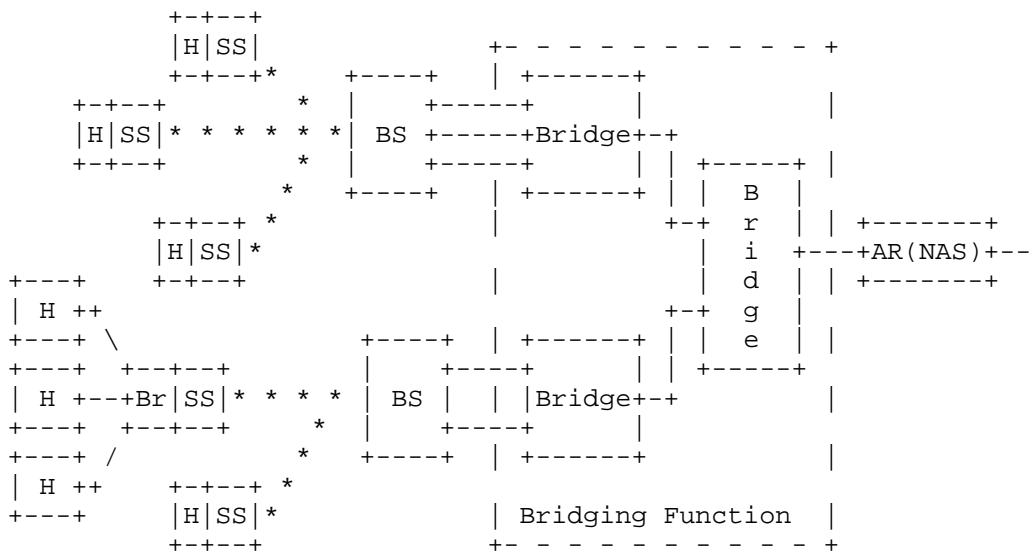 |H|SS|
|H|SS| BS Bridge
B
r
|H|SS| i AR(NAS)
d
H g
e
H Br|SS| BS Bridge
H
|H|SS| Bridging Function